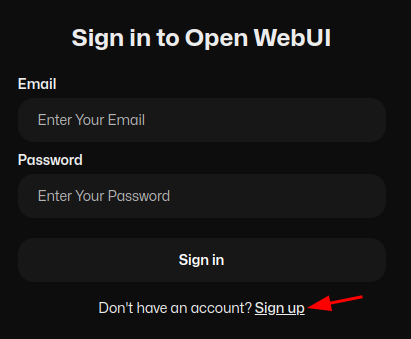 Sign in to Open WebUI
Email
Enter Your Email
Password
Enter Your Password
Sign in
Don't have an account? Sign up